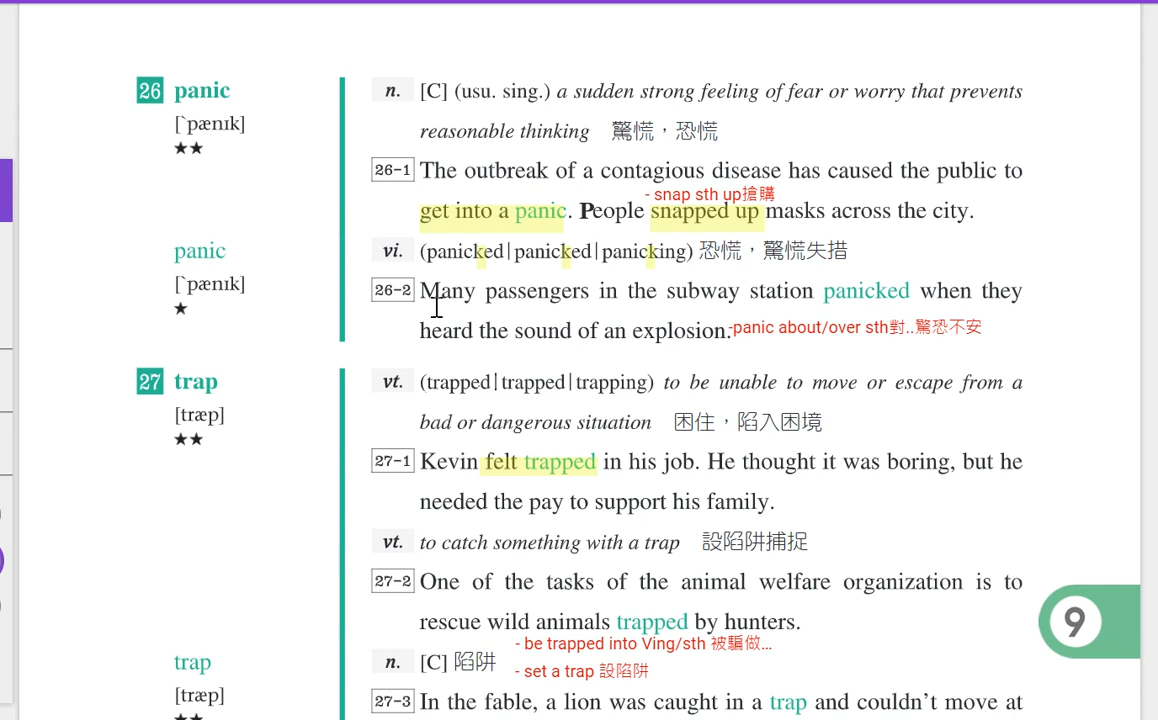 26 panic n. [C] (usu. sing.) a sudden strong feeling of fear or worry that prevents
[ˋpænɪk] reasonable thinking 驚慌，恐慌
★★
26-1 The outbreak of a contagious disease has caused the public to
- snap sth up搶購
get into a panic. People snapped up masks across the city.
panic vi. (panicked|panicked|panicking) 恐慌，驚慌失措
[ˋpænɪk] 26-2 Many passengers in the subway station panicked when they
★
heard the sound of an explosion. -panic about/over sth對..驚恐不安
27 trap vt. (trapped|trapped|trapping) to be unable to move or escape from a
[træp] bad or dangerous situation 困住，陷入困境
★★
27-1 Kevin felt trapped in his job. He thought it was boring, but he
needed the pay to support his family.
vt. to catch something with a trap 設陷阱捕捉
27-2 One of the tasks of the animal welfare organization is to
rescue wild animals trapped by hunters.
9
- be trapped into Ving/sth 被騙做...
trap n. [C] 陷阱 - set a trap 設陷阱
[træp] 27-3 In the fable, a lion was caught in a trap and couldn't move at
★★